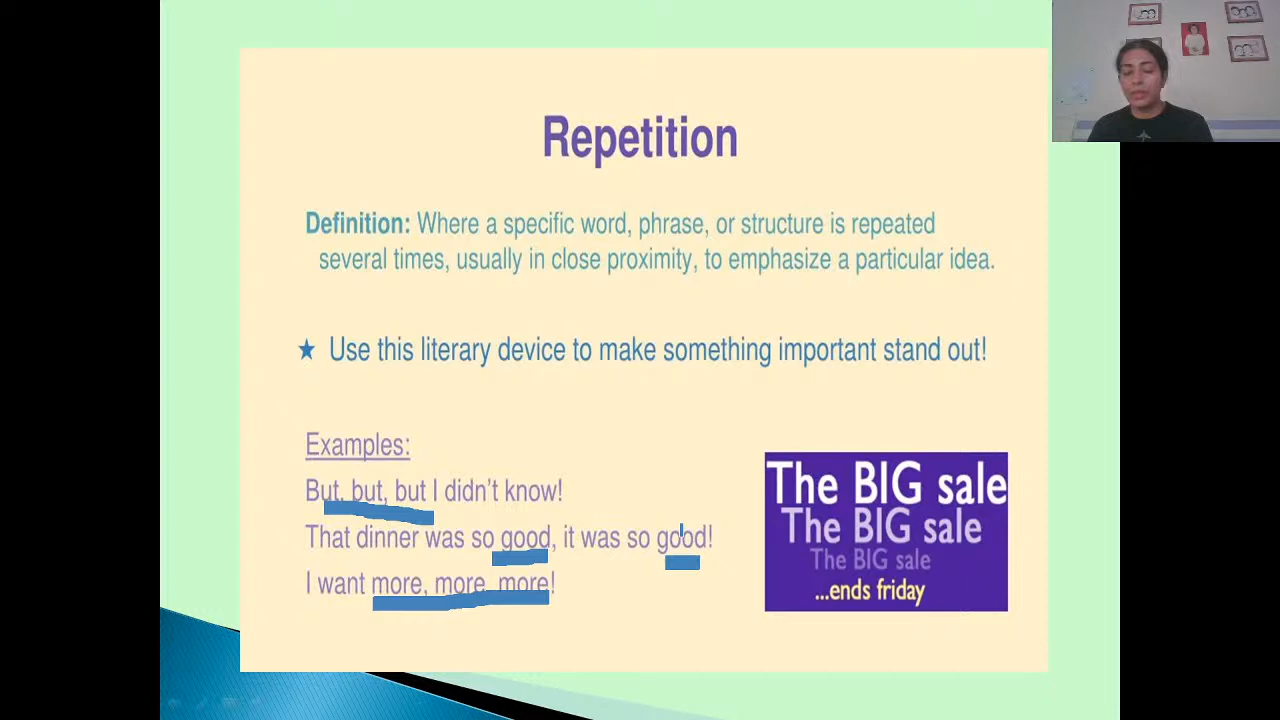 Repetition
Definition: Where a specific word, phrase, or structure is repeated
several times, usually in close proximity, to emphasize a particular idea.
★ Use this literary device to make something important stand out!
Examples:
But, but, but I didn't know!
That dinner was so good, it was so good!
I want more, more, more!
The BIG sale
The BIG sale
The BIG sale
...ends friday